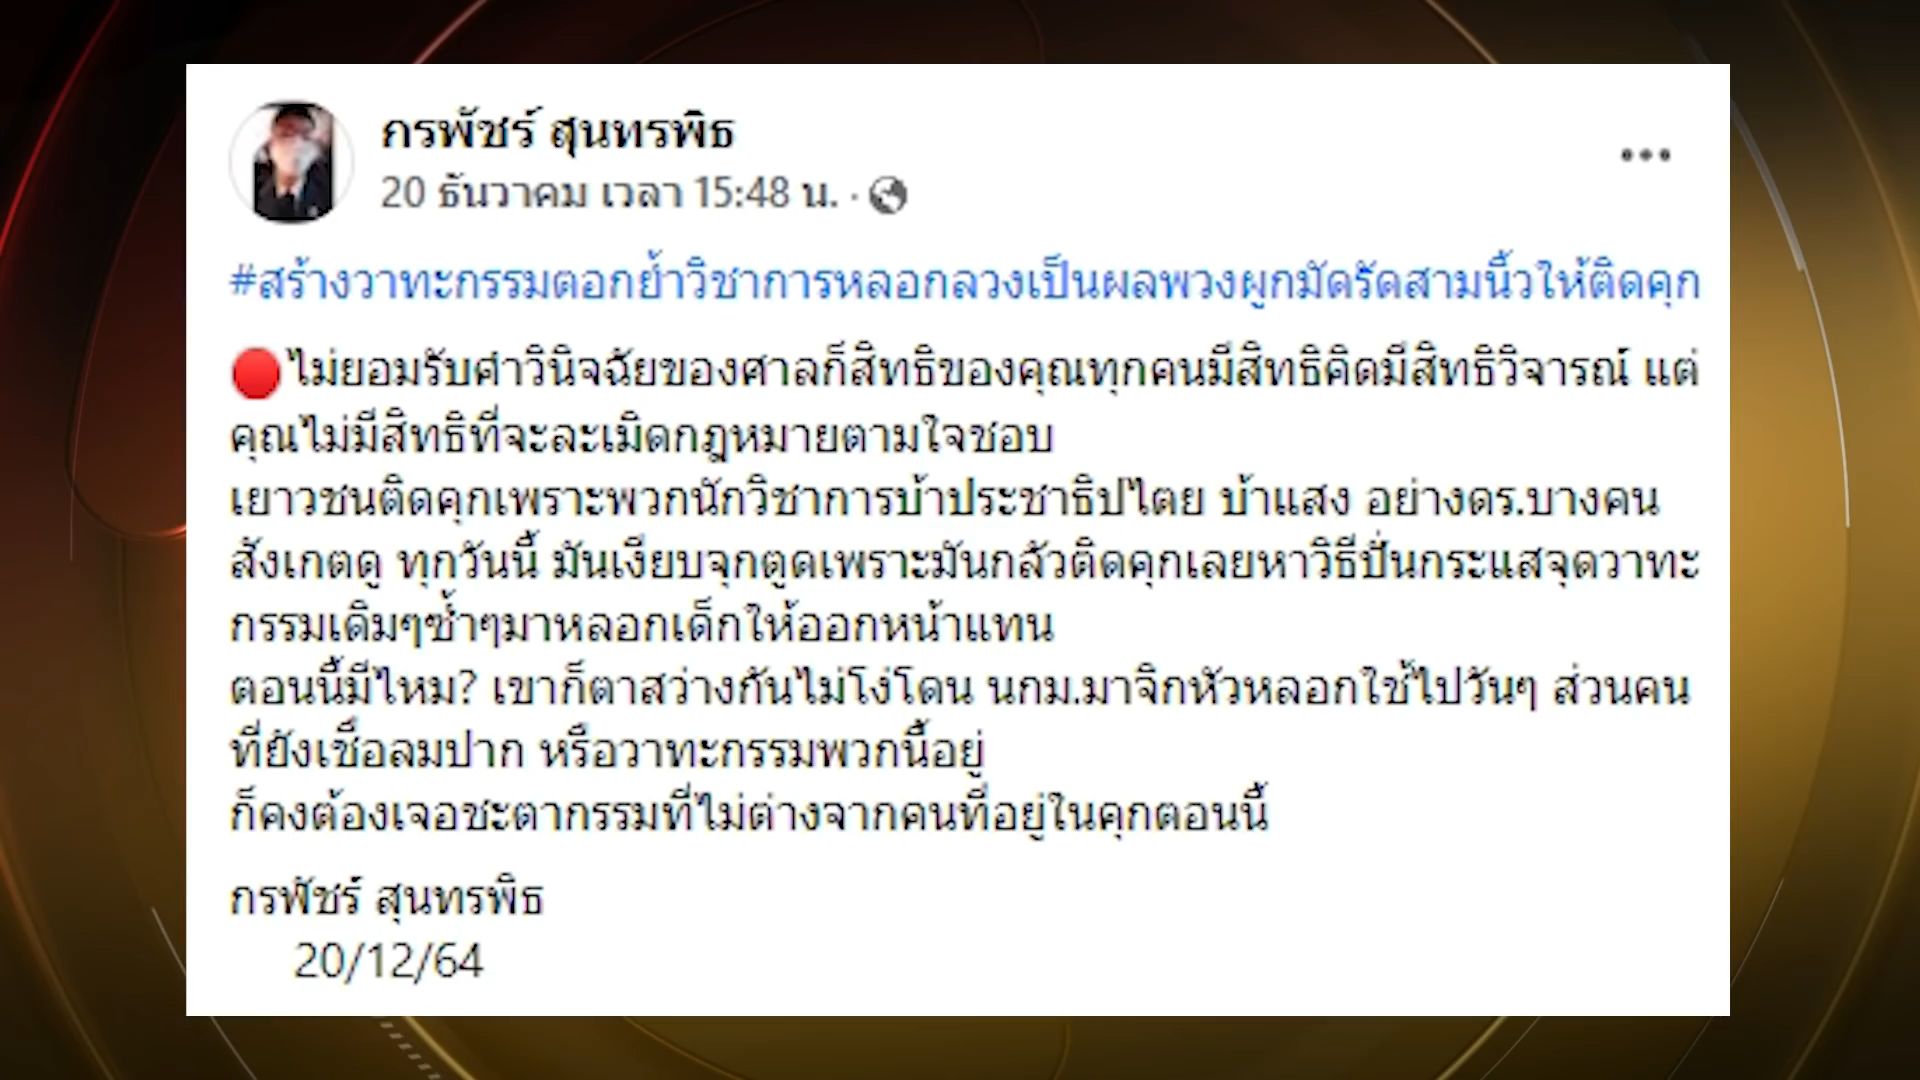 กรพัชร์ สุนทรพิธ
20 ธันวาคม เวลา 15:48 น. ·
#สร้างวาทะกรรมตอกย้ำวิชาการหลอกลวงเป็นผลพวงผูกมัดรัดสามนิ้วให้ติดคุก
🔴ไม่ยอมรับคำวินิจฉัยของศาลก็สิทธิของคุณทุกคนมีสิทธิคิดมีสิทธิวิจารณ์ แต่
คุณไม่มีสิทธิที่จะละเมิดกฎหมายตามใจชอบ
เยาวชนติดคุกเพราะพวกนักวิชาการบ้าประชาธิปไตย บ้าแสง อย่างดร.บางคน
สังเกตดู ทุกวันนี้ มันเงียบจุกตูดเพราะมันกลัวติดคุกเลยหาวิธีปั่นกระแสจุดวาทะ
กรรมเดิมๆซ้ำๆมาหลอกเด็กให้ออกหน้าแทน
ตอนนี้มีไหม? เขาก็ตาสว่างกันไม่โง่โดน นกม.มาจิกหัวหลอกใช้ไปวันๆ ส่วนคน
ที่ยังเชื่อลมปาก หรือวาทะกรรมพวกนี้อยู่
ก็คงต้องเจอชะตากรรมที่ไม่ต่างจากคนที่อยู่ในคุกตอนนี้
กรพัชร์ สุนทรพิธ
20/12/64